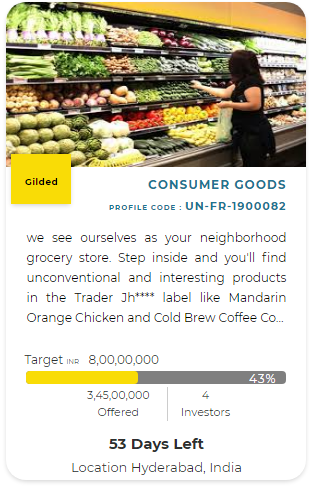 Gilded
CONSUMER GOODS
PROFILE CODE : UN-FR-1900082
we see ourselves as your neighborhood
grocery store. Step inside and you'll find
unconventional and interesting products
in the Trader Jh**** label like Mandarin
Orange Chicken and Cold Brew Coffee Co...
Target INR 8,00,00,000
43%
3,45,00,000 4
Offered Investors
53 Days Left
Location Hyderabad, India